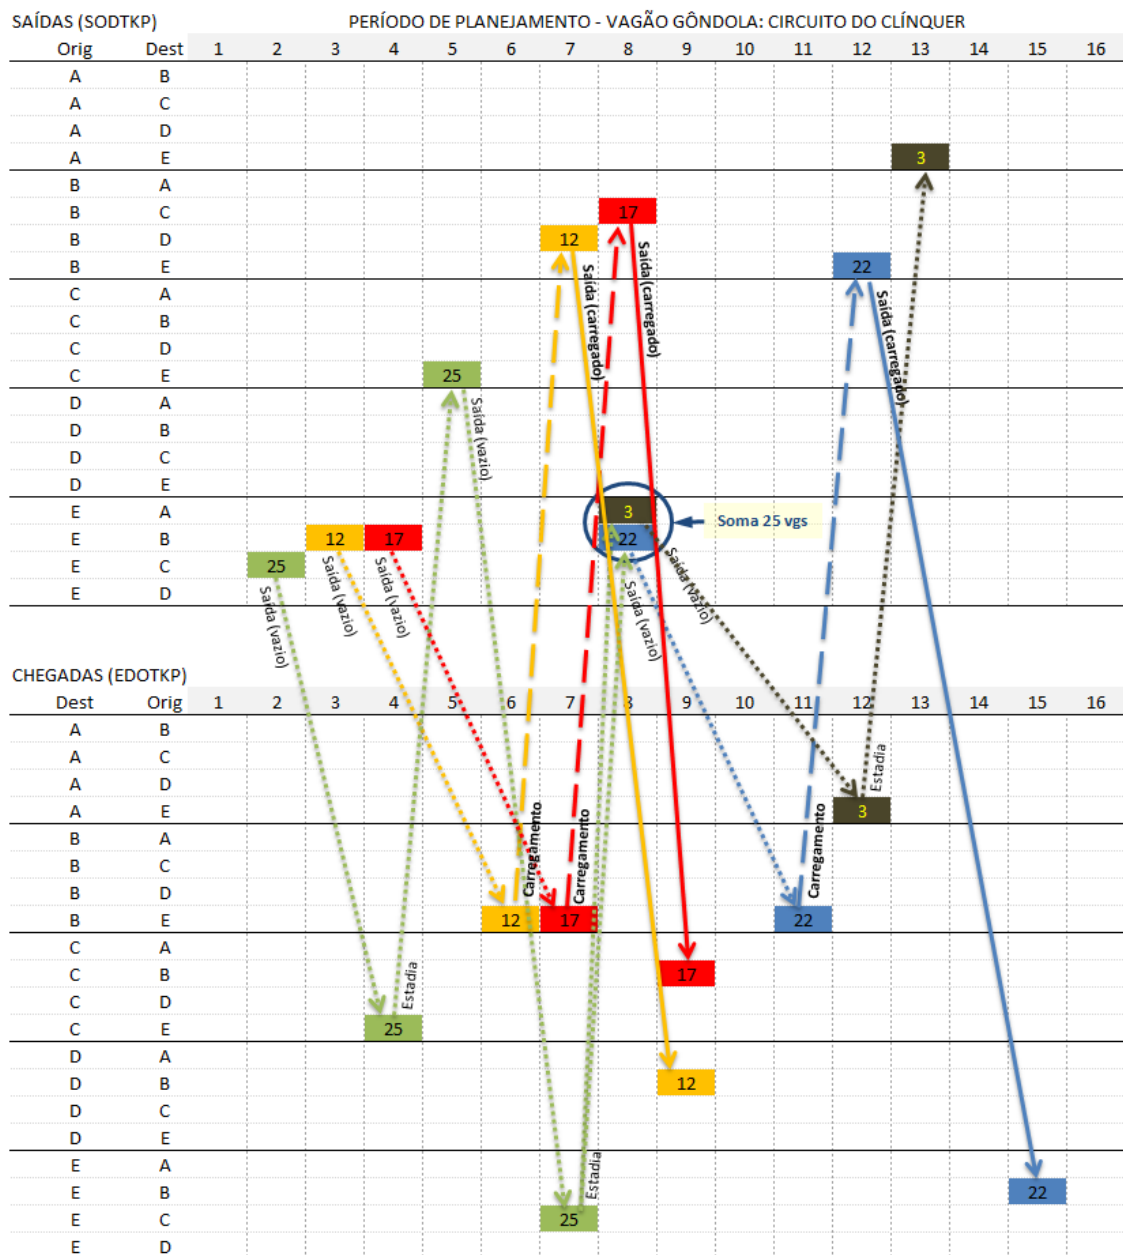 SAÍDAS (SODTKP) PERÍODO DE PLANEJAMENTO - VAGÃO GÔNDOLA: CIRCUITO DO CLÍNQUER
Orig Dest 1 2 3 4 5 6 7 8 9 10 11 12 13 14 15 16
A B
A C
A D
A E 3
B A
B C 17
B D 12
B E 22
Saída (carregado)
Saída (carregado)
Saída (carregado)
C A
C B
C D
C E 25
D A
D B
D C
D E
Saída (vazio)
E A 3
Soma 25 vgs
E B 12 17 22
E C 25
E D
Saída (vazio)
Saída (vazio)
Saída (vazio)
Saída (vazio)
Saída (vazio)
CHEGADAS (EDOTKP)
Dest Orig 1 2 3 4 5 6 7 8 9 10 11 12 13 14 15 16
A B
A C
A D
A E 3
Estadia
B A
B C
B D
B E 12 17 22
Carregamento
Carregamento
Carregamento
C A
C B 17
C D
C E 25
Estadia
D A
D B 12
D C
D E
E A
E B 22
E C 25
Estadia
E D